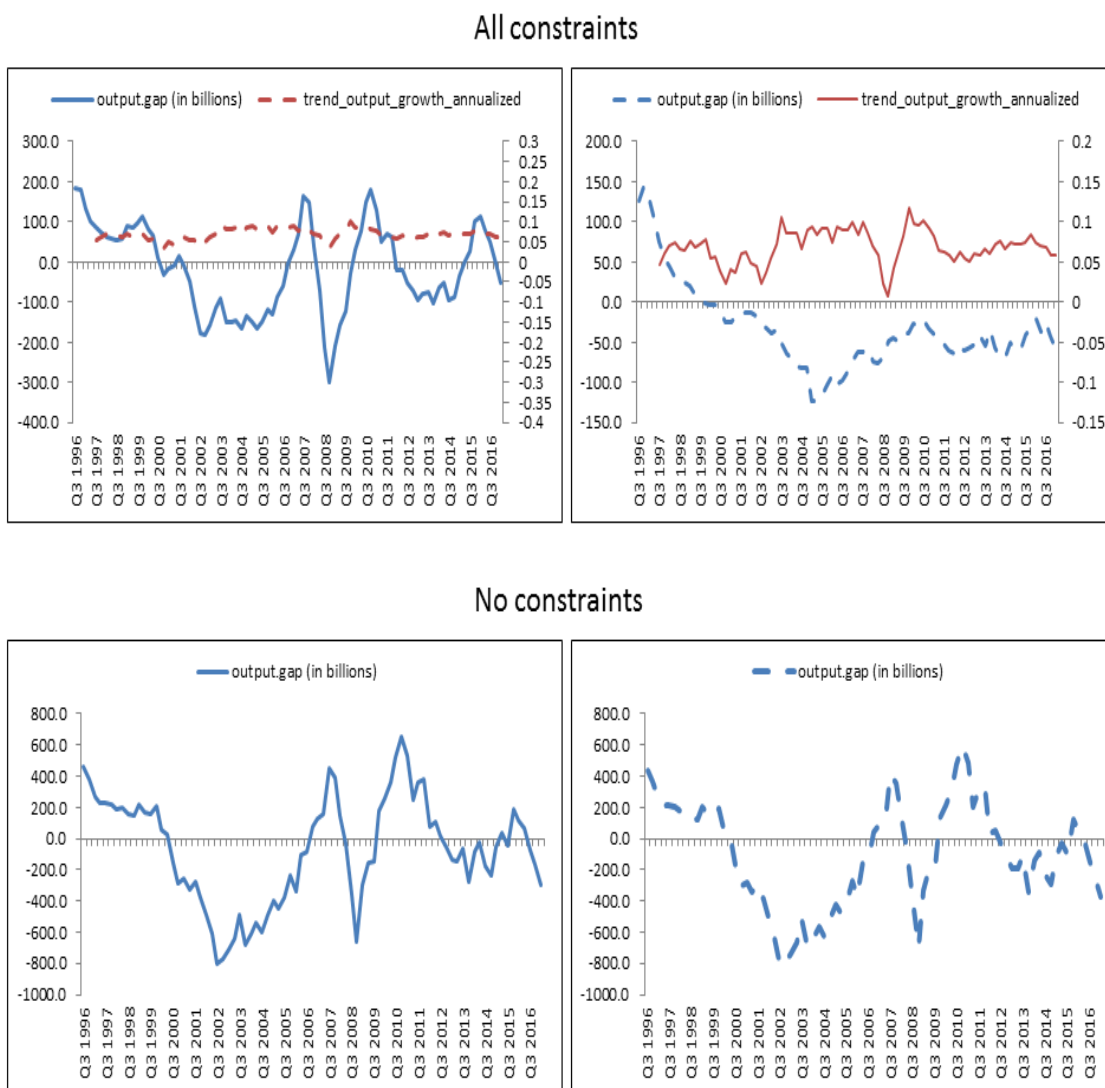 All constraints
output.gap (in billions) trend_output_growth_annualized
300.0
200.0
100.0
0.0
-100.0
-200.0
-300.0
-400.0
0.3
0.25
0.2
0.15
0.1
0.05
0
-0.05
-0.1
-0.15
-0.2
-0.25
-0.3
-0.35
-0.4
Q3 1996
Q3 1997
Q3 1998
Q3 1999
Q3 2000
Q3 2001
Q3 2002
Q3 2003
Q3 2004
Q3 2005
Q3 2006
Q3 2007
Q3 2008
Q3 2009
Q3 2010
Q3 2011
Q3 2012
Q3 2013
Q3 2014
Q3 2015
Q3 2016
output.gap (in billions) trend_output_growth_annualized
200.0
150.0
100.0
50.0
0.0
-50.0
-100.0
-150.0
0.2
0.15
0.1
0.05
0
-0.05
-0.1
-0.15
Q3 1996
Q3 1997
Q3 1998
Q3 1999
Q3 2000
Q3 2001
Q3 2002
Q3 2003
Q3 2004
Q3 2005
Q3 2006
Q3 2007
Q3 2008
Q3 2009
Q3 2010
Q3 2011
Q3 2012
Q3 2013
Q3 2014
Q3 2015
Q3 2016
No constraints
output.gap (in billions)
800.0
600.0
400.0
200.0
0.0
-200.0
-400.0
-600.0
-800.0
-1000.0
Q3 1996
Q3 1997
Q3 1998
Q3 1999
Q3 2000
Q3 2001
Q3 2002
Q3 2003
Q3 2004
Q3 2005
Q3 2006
Q3 2007
Q3 2008
Q3 2009
Q3 2010
Q3 2011
Q3 2012
Q3 2013
Q3 2014
Q3 2015
Q3 2016
output.gap (in billions)
800.0
600.0
400.0
200.0
0.0
-200.0
-400.0
-600.0
-800.0
-1000.0
Q3 1996
Q3 1997
Q3 1998
Q3 1999
Q3 2000
Q3 2001
Q3 2002
Q3 2003
Q3 2004
Q3 2005
Q3 2006
Q3 2007
Q3 2008
Q3 2009
Q3 2010
Q3 2011
Q3 2012
Q3 2013
Q3 2014
Q3 2015
Q3 2016